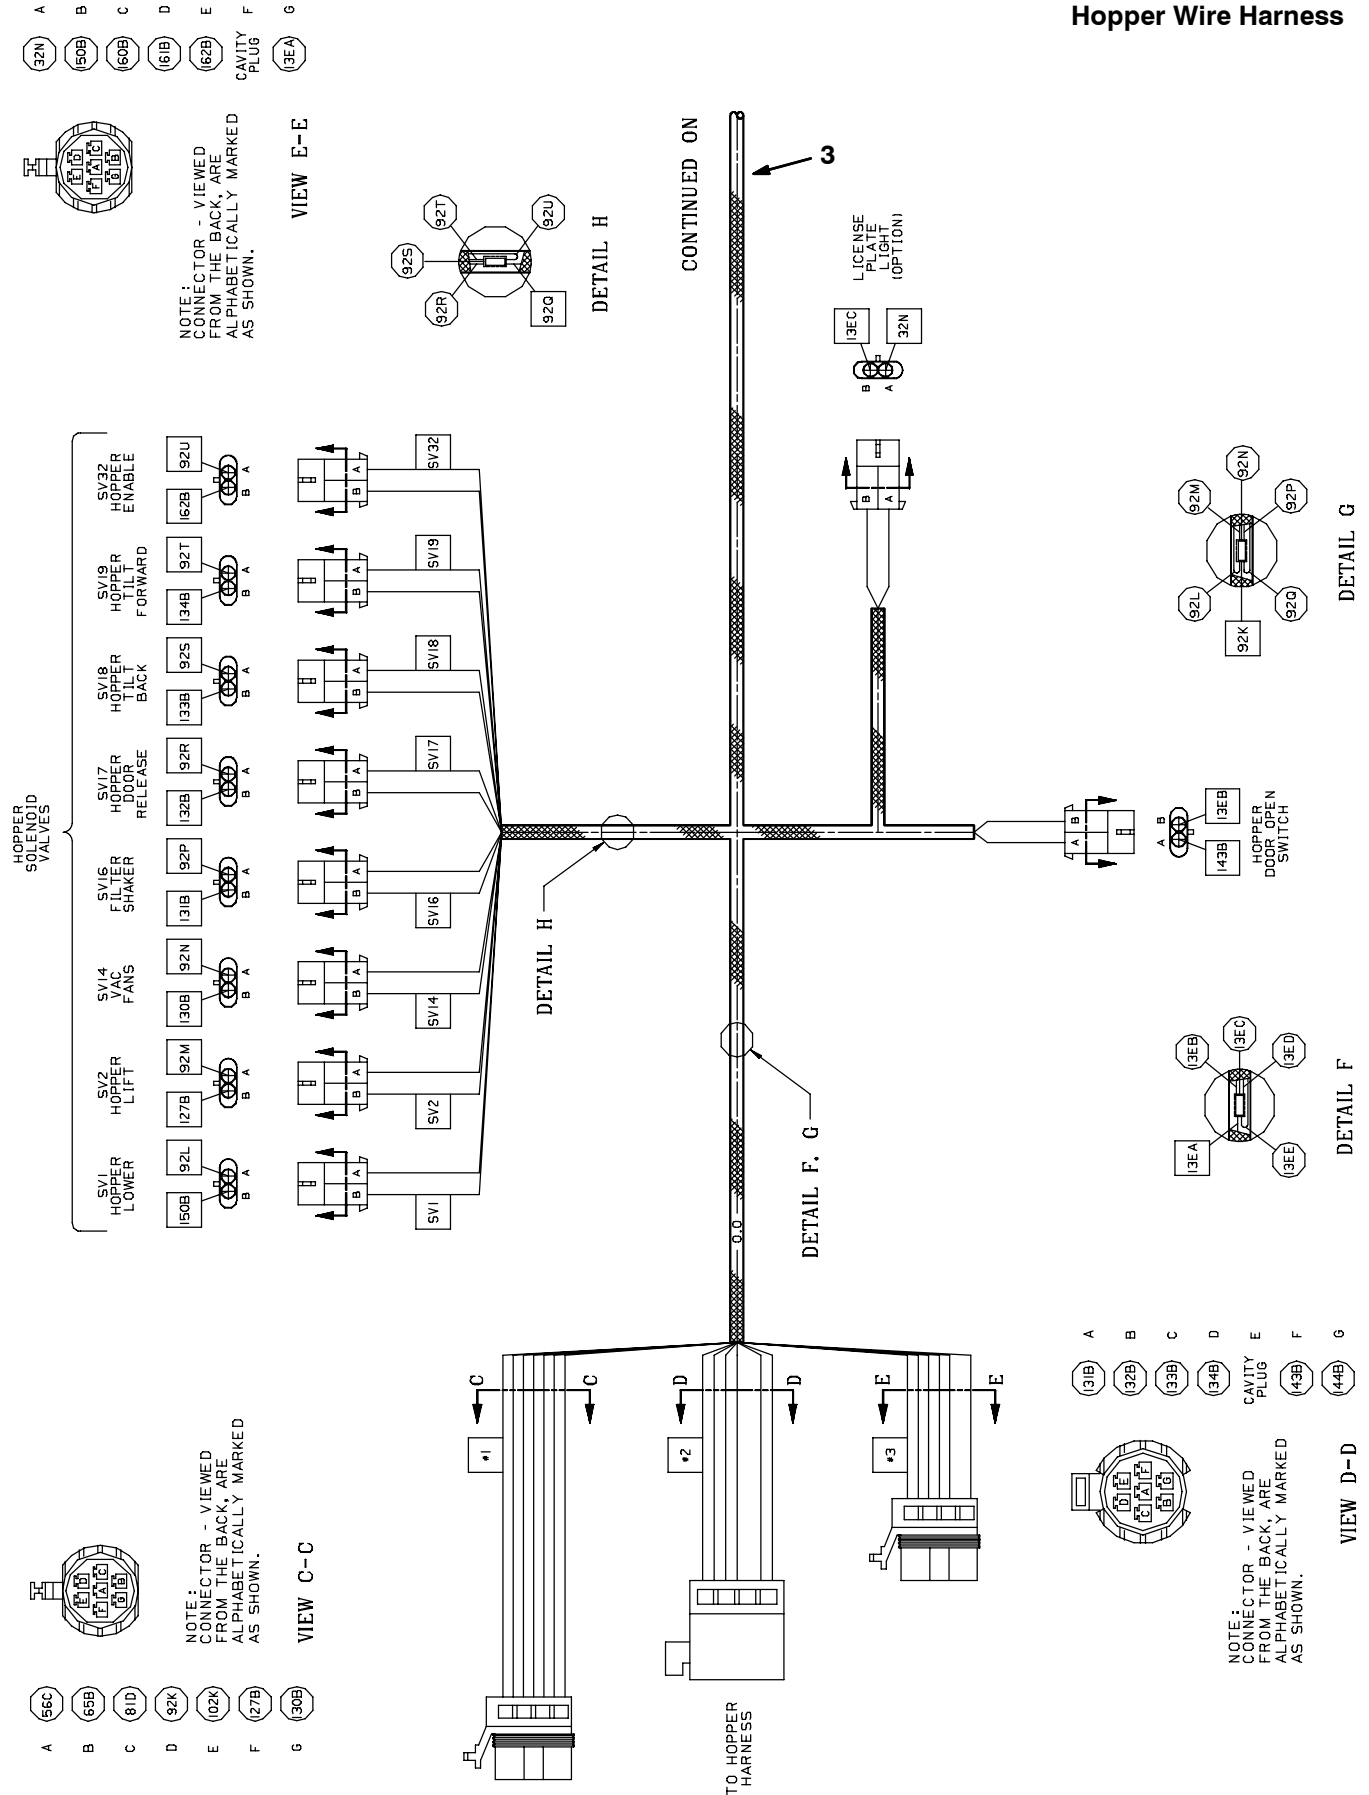 Hopper Wire Harness
32N A
150B B
160B C
161B D
162B E
CAVITY
PLUG F
13EA G
E D
F A C
G B
NOTE:
CONNECTOR - VIEWED
FROM THE BACK, ARE
ALPHABETICALLY MARKED
AS SHOWN.
VIEW E-E
92R 92S 92T
92Q 92U
DETAIL H
CONTINUED ON
3
LICENSE
PLATE
LIGHT
(OPTION)
13EC 32N
B A
B A
HOPPER
SOLENOID
VALVES
SV1
HOPPER
LOWER
150B 92L
B A
B A
SV1
SV2
HOPPER
LIFT
127B 92M
B A
B A
SV2
SV14
VAC
FANS
130B 92N
B A
B A
SV14
SV16
FILTER
SHAKER
131B 92P
B A
B A
SV16
SV17
HOPPER
DOOR
RELEASE
132B 92R
B A
B A
SV17
SV18
HOPPER
TILT
BACK
133B 92S
B A
B A
SV18
SV19
HOPPER
TILT
FORWARD
134B 92T
B A
B A
SV19
SV32
HOPPER
ENABLE
162B 92U
B A
B A
SV32
DETAIL H
DETAIL F, G
0.0
A B
A B
143B 13EB
HOPPER
DOOR OPEN
SWITCH
92L 92M
92K 92N
92Q 92P
DETAIL G
13EA 13EB
13EC
13EE 13ED
DETAIL F
A 56C
B 65B
C 81D
D 92K
E 102K
F 127B
G 130B
E D
F A C
G B
NOTE:
CONNECTOR - VIEWED
FROM THE BACK, ARE
ALPHABETICALLY MARKED
AS SHOWN.
VIEW C-C
C C
#1
D D
#2
E E
#3
TO HOPPER
HARNESS
131B A
132B B
133B C
134B D
CAVITY
PLUG E
143B F
144B G
D E
C A F
B G
NOTE:
CONNECTOR - VIEWED
FROM THE BACK, ARE
ALPHABETICALLY MARKED
AS SHOWN.
VIEW D-D